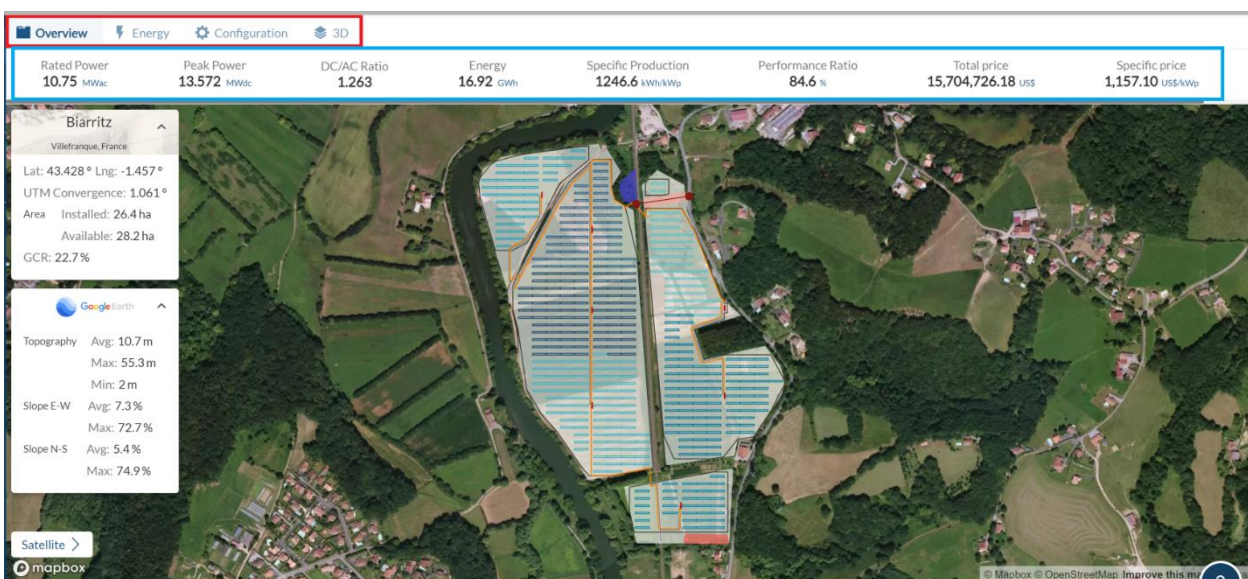 Overview Energy Configuration 3D
Rated Power Peak Power DC/AC Ratio Energy Specific Production Performance Ratio Total price Specific price
10.75 MWac 13.572 MWdc 1.263 16.92 GWh 1246.6 kWh/kWp 84.6 % 15,704,726.18 US$ 1,157.10 US$/kWp
Biarritz
Villefranque, France
Lat: 43.428 º Lng: -1.457 º
UTM Convergence: 1.061 º
Area Installed: 26.4 ha
Available: 28.2 ha
GCR: 22.7 %
Google Earth
Topography Avg: 10.7 m
Max: 55.3 m
Min: 2 m
Slope E-W Avg: 7.3 %
Max: 72.7 %
Slope N-S Avg: 5.4 %
Max: 74.9 %
Satellite >
mapbox
© Mapbox © OpenStreetMap Improve this